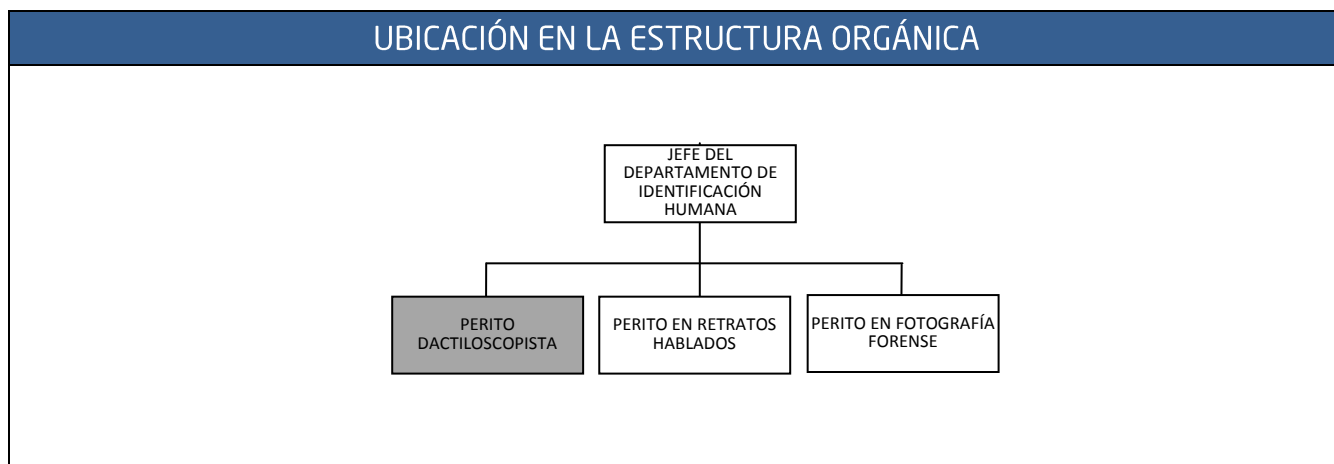 UBICACIÓN EN LA ESTRUCTURA ORGÁNICA
JEFE DEL
DEPARTAMENTO DE
IDENTIFICACIÓN
HUMANA
PERITO
DACTILOSCOPISTA
PERITO EN RETRATOS
HABLADOS
PERITO EN FOTOGRAFÍA
FORENSE